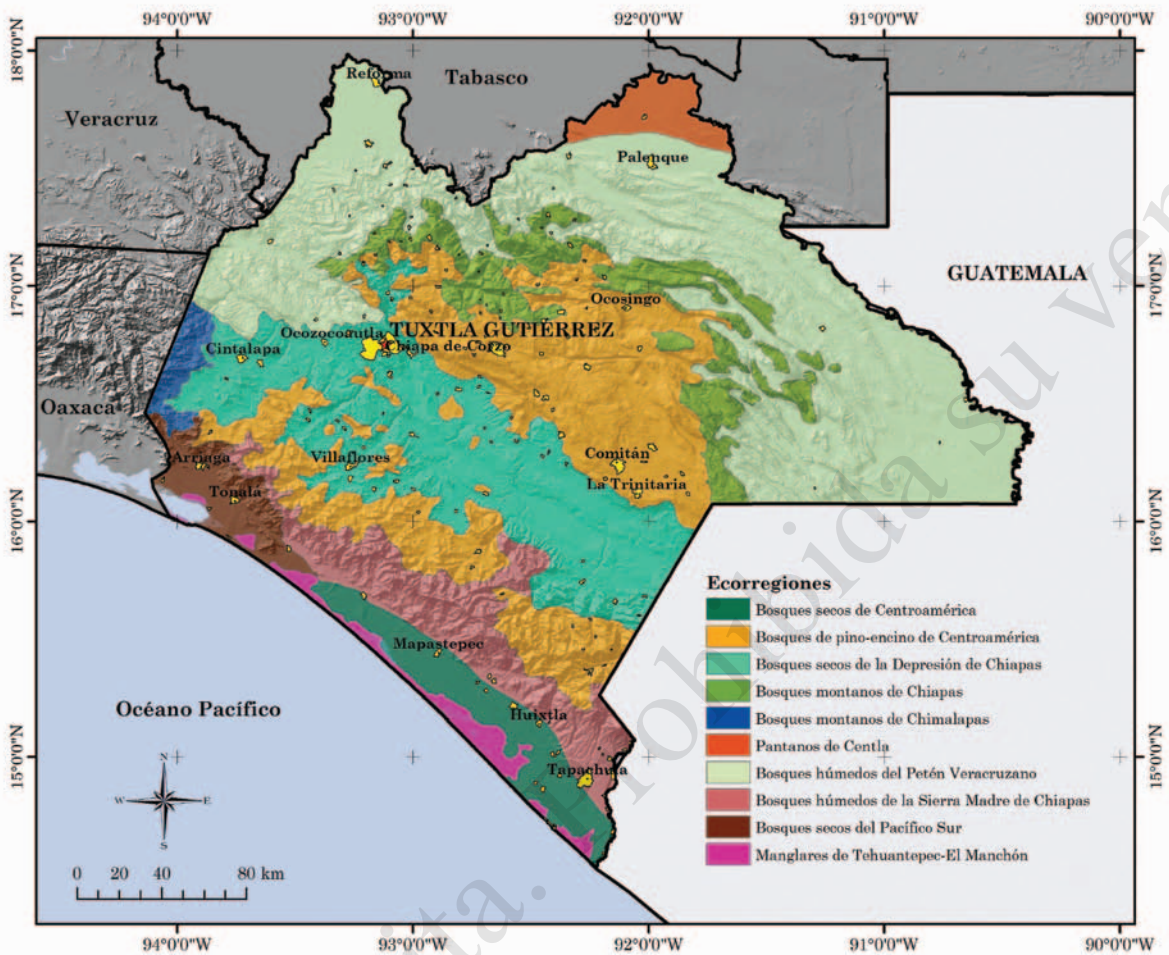 94°0'0"W 93°0'0"W 92°0'0"W 91°0'0"W 90°0'0"W
18°0'0"N
18°0'0"N
Reforma
Tabasco
Veracruz
Palenque
17°0'0"N
GUATEMALA
17°0'0"N
Ocosingo
TUXTLA GUTIÉRREZ
Ocozocoautla
Chiapa de Corzo
Cintalapa
Oaxaca
Arriaga
Villaflores
Comitán
La Trinitaria
Tonalá
16°0'0"N
16°0'0"N
Mapastepec
Huixtla
Tapachula
Océano Pacífico
15°0'0"N
15°0'0"N
N
W E
S
0 20 40 80 km
Ecorregiones
Bosques secos de Centroamérica
Bosques de pino-encino de Centroamérica
Bosques secos de la Depresión de Chiapas
Bosques montanos de Chiapas
Bosques montanos de Chimalapas
Pantanos de Centla
Bosques húmedos del Petén Veracruzano
Bosques húmedos de la Sierra Madre de Chiapas
Bosques secos del Pacífico Sur
Manglares de Tehuantepec-El Manchón
94°0'0"W 93°0'0"W 92°0'0"W 91°0'0"W 90°0'0"W
Prohibida su